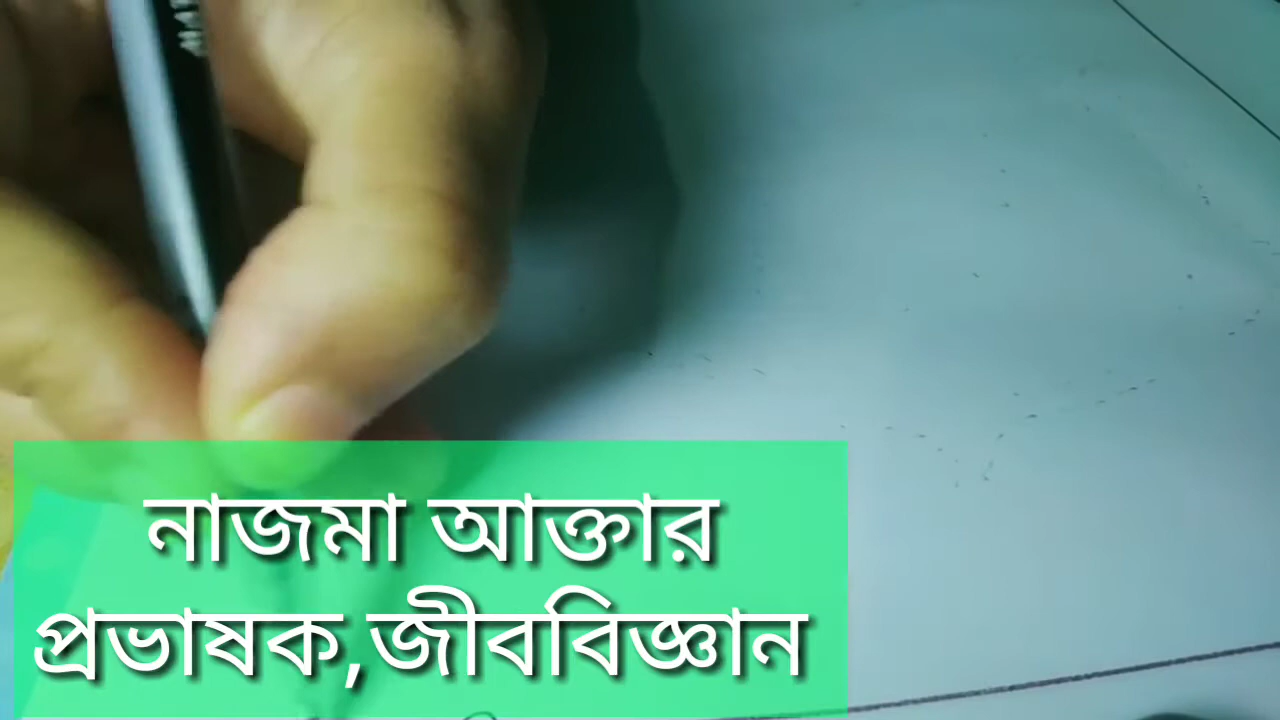 নাজমা আক্তার
প্রভাষক,জীববিজ্ঞান